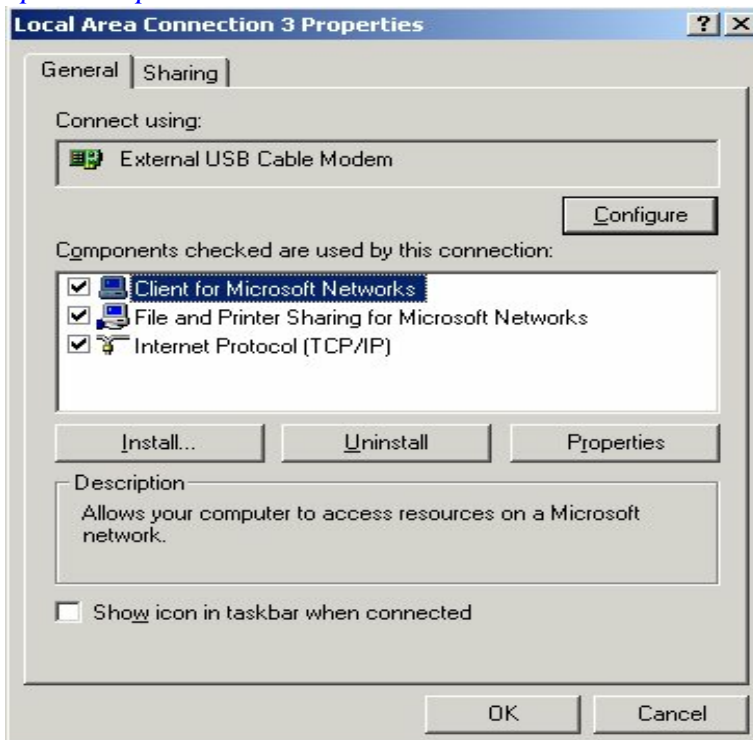 Local Area Connection 3 Properties
General
Sharing
Connect using:
External USB Cable Modem
Configure
Components checked are used by this connection:
Client for Microsoft Networks
File and Printer Sharing for Microsoft Networks
Internet Protocol (TCP/IP)
Install...
Uninstall
Properties
Description
Allows your computer to access resources on a Microsoft
network.
Show icon in taskbar when connected
OK
Cancel